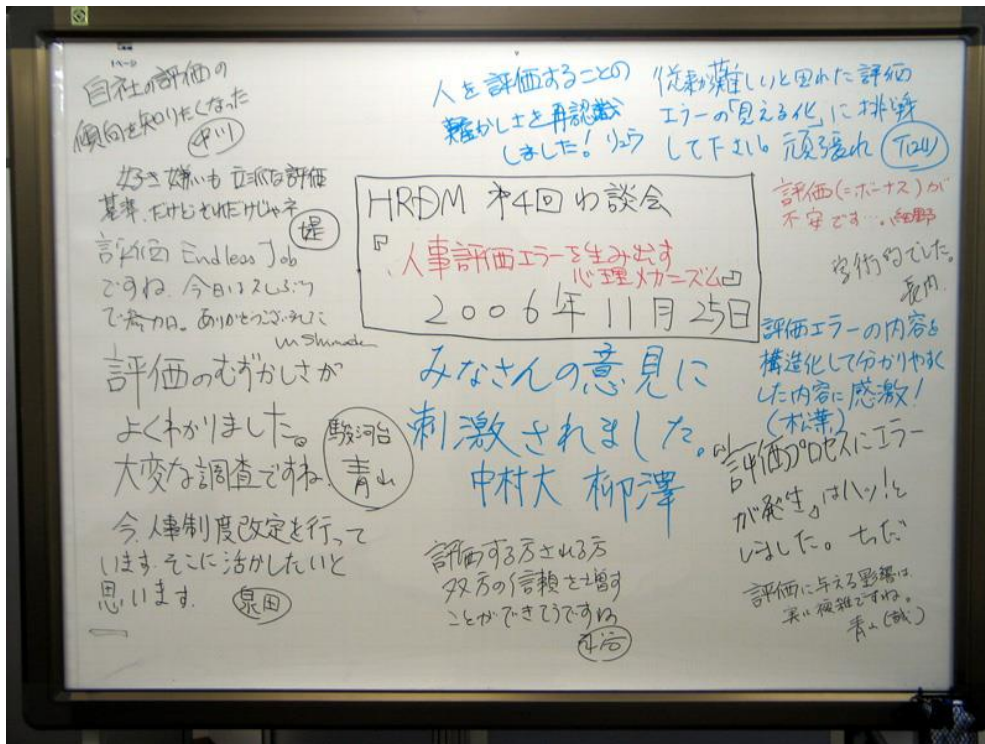 1ページ
自社の評価の
傾向を知りたくなった
中川
好き嫌いも立派な評価
基準、だけどそれだけじゃネ
堤
評価 Endless Job
ですね。今日は久しぶり
で参加。ありがとうございました
評価のむずかしさが
よくわかりました。
大変な調査ですね。
駿河台
青山
今、人事制度改定を行って
います。そこに活かしたいと
思います。
泉田
人を評価することの
難かしさを再認識
しました! リュウ
従来難しいと思われた評価
エラーの「見える化」に挑戦
して下さい。頑張れ
HRDM 第4回わ談会
『人事評価エラーを生み出す
心理メカニズム』
2006年11月25日
みなさんの意見に
刺激されました。
中村大 柳澤
評価する方される方
双方の信頼を増す
ことができそうですね
評価(=ボーナス)が
不安です…。細野
学術的でした。
長内
評価エラーの内容を
構造化して分かりやすく
した内容に感激!
(松葉)
『評価プロセスにエラー
が発生』はハッ!と
しました。ちだ
評価に与える影響は、
実に複雑ですね。
青山(誠)